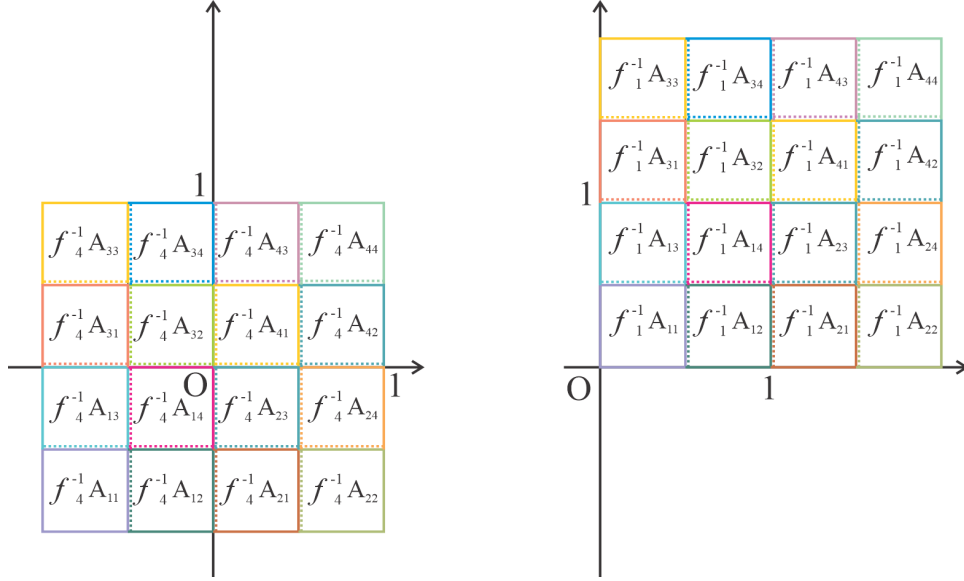 1
f₄⁻¹A₃₃ f₄⁻¹A₃₄ f₄⁻¹A₄₃ f₄⁻¹A₄₄
f₄⁻¹A₃₁ f₄⁻¹A₃₂ f₄⁻¹A₄₁ f₄⁻¹A₄₂
O 1
f₄⁻¹A₁₃ f₄⁻¹A₁₄ f₄⁻¹A₂₃ f₄⁻¹A₂₄
f₄⁻¹A₁₁ f₄⁻¹A₁₂ f₄⁻¹A₂₁ f₄⁻¹A₂₂
f₁⁻¹A₃₃ f₁⁻¹A₃₄ f₁⁻¹A₄₃ f₁⁻¹A₄₄
f₁⁻¹A₃₁ f₁⁻¹A₃₂ f₁⁻¹A₄₁ f₁⁻¹A₄₂
1
f₁⁻¹A₁₃ f₁⁻¹A₁₄ f₁⁻¹A₂₃ f₁⁻¹A₂₄
f₁⁻¹A₁₁ f₁⁻¹A₁₂ f₁⁻¹A₂₁ f₁⁻¹A₂₂
O 1